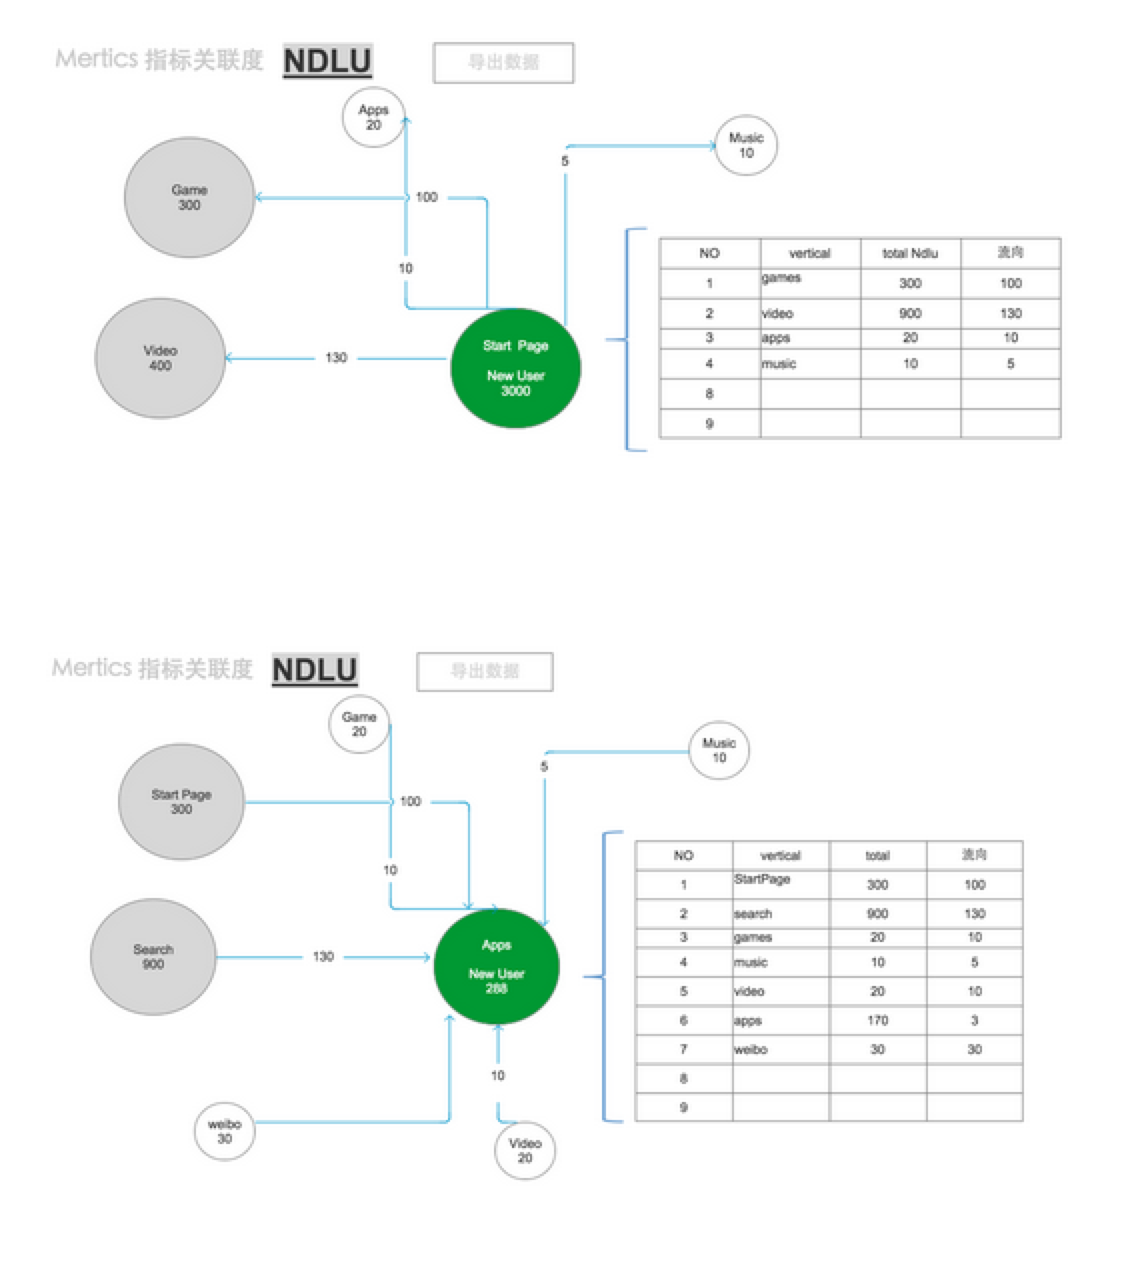 Mertics 指标关联度 NDLU 导出数据
Apps
20
Music
10
5
Game
300
100
10
Video
400
130
Start Page
New User
3000
NO vertical total Ndlu 流向
1 games 300 100
2 video 900 130
3 apps 20 10
4 music 10 5
8
9
Mertics 指标关联度 NDLU 导出数据
Game
20
Music
10
5
Start Page
300
100
10
Search
900
130
Apps
New User
288
10
weibo
30
Video
20
NO vertical total 流向
1 StartPage 300 100
2 search 900 130
3 games 20 10
4 music 10 5
5 video 20 10
6 apps 170 3
7 weibo 30 30
8
9